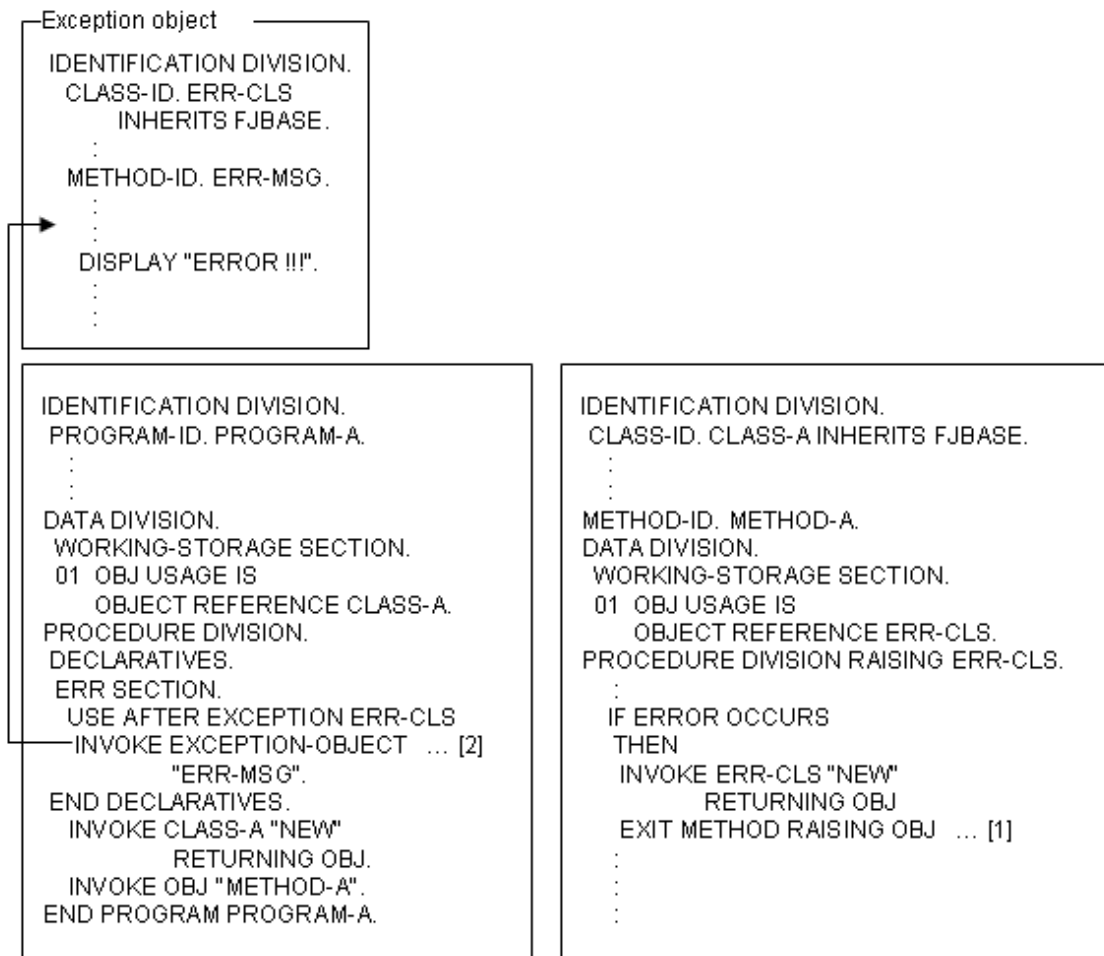 Exception object
IDENTIFICATION DIVISION.
CLASS-ID. ERR-CLS
INHERITS FJBASE.
:
METHOD-ID. ERR-MSG.
:
:
DISPLAY "ERROR !!!".
:
:
IDENTIFICATION DIVISION.
PROGRAM-ID. PROGRAM-A.
:
:
DATA DIVISION.
WORKING-STORAGE SECTION.
01 OBJ USAGE IS
OBJECT REFERENCE CLASS-A.
PROCEDURE DIVISION.
DECLARATIVES.
ERR SECTION.
USE AFTER EXCEPTION ERR-CLS
INVOKE EXCEPTION-OBJECT ... [2]
"ERR-MSG".
END DECLARATIVES.
INVOKE CLASS-A "NEW"
RETURNING OBJ.
INVOKE OBJ "METHOD-A".
END PROGRAM PROGRAM-A.
IDENTIFICATION DIVISION.
CLASS-ID. CLASS-A INHERITS FJBASE.
:
:
METHOD-ID. METHOD-A.
DATA DIVISION.
WORKING-STORAGE SECTION.
01 OBJ USAGE IS
OBJECT REFERENCE ERR-CLS.
PROCEDURE DIVISION RAISING ERR-CLS.
:
IF ERROR OCCURS
THEN
INVOKE ERR-CLS "NEW"
RETURNING OBJ
EXIT METHOD RAISING OBJ ... [1]
:
:
: